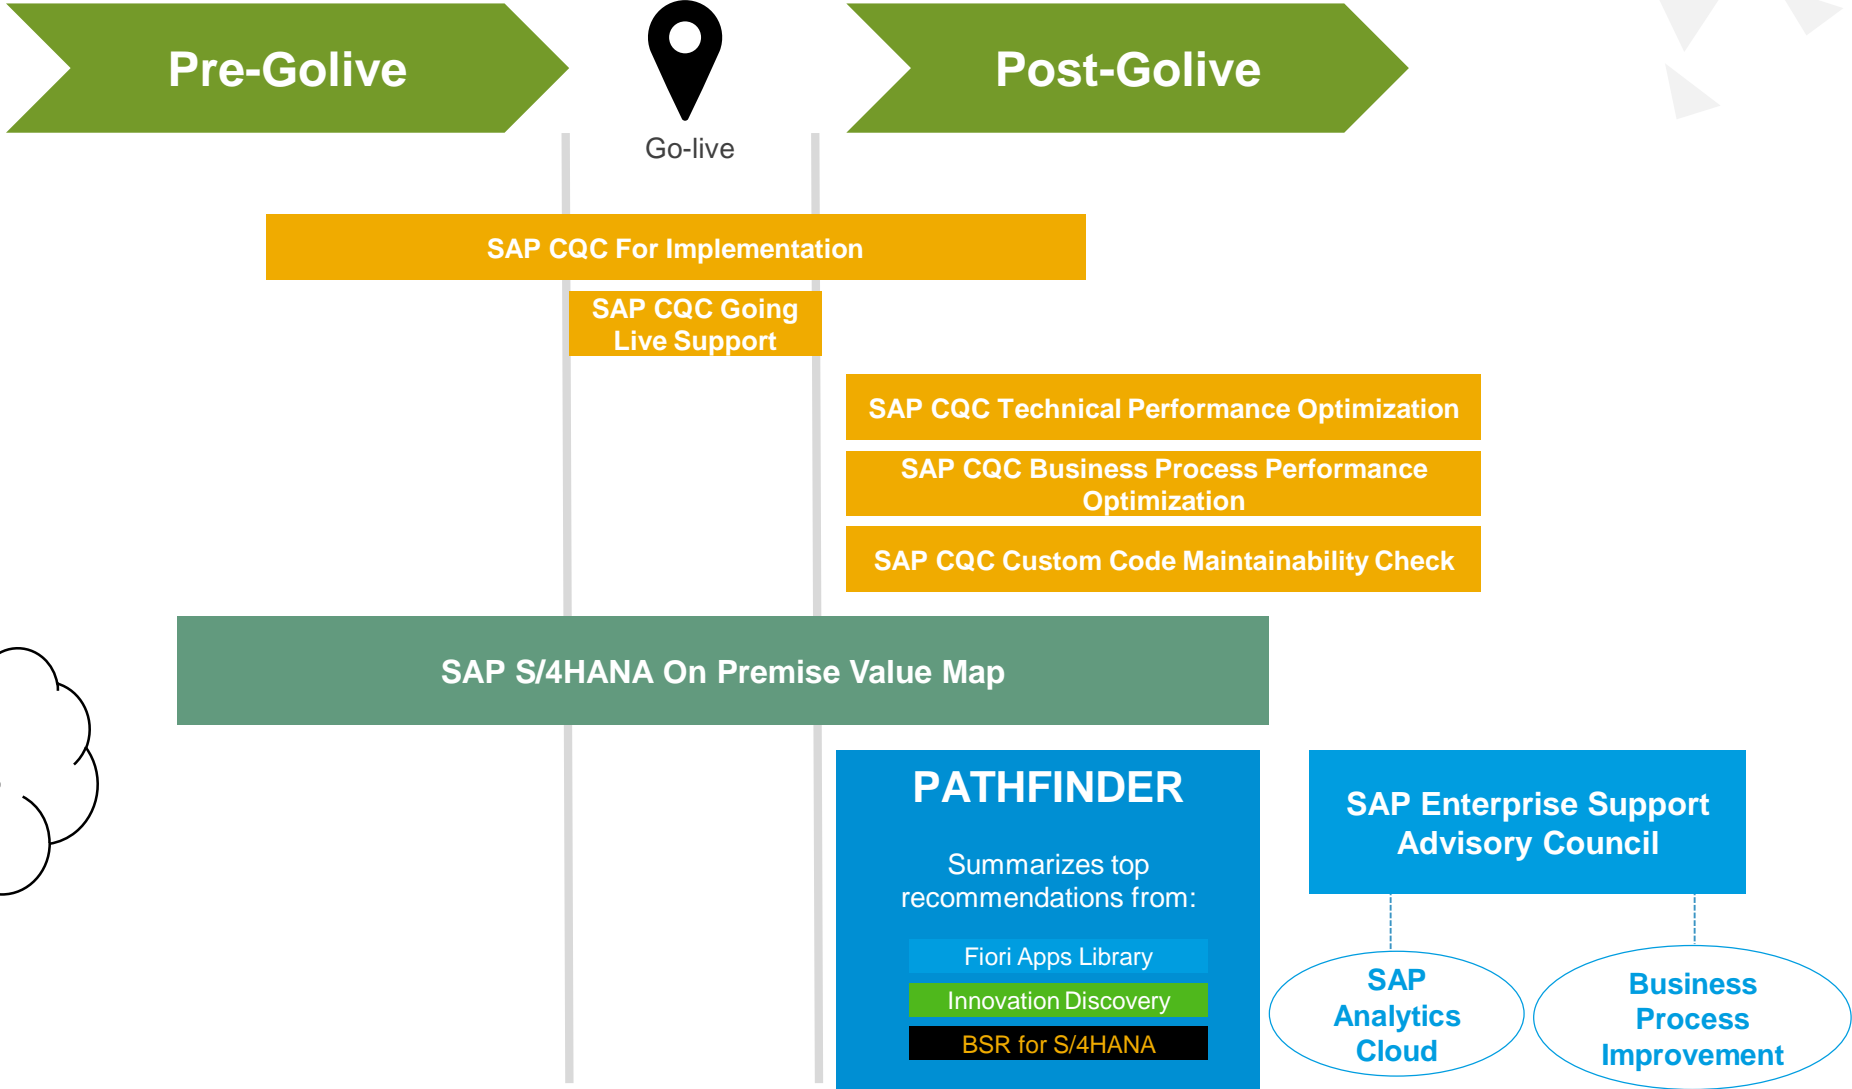 Pre-Golive
Post-Golive
Go-live
SAP CQC For Implementation
SAP CQC Going
Live Support
SAP CQC Technical Performance Optimization
SAP CQC Business Process Performance
Optimization
SAP CQC Custom Code Maintainability Check
SAP S/4HANA On Premise Value Map
PATHFINDER
Summarizes top
recommendations from:
Fiori Apps Library
Innovation Discovery
BSR for S/4HANA
SAP Enterprise Support
Advisory Council
SAP
Analytics
Cloud
Business
Process
Improvement